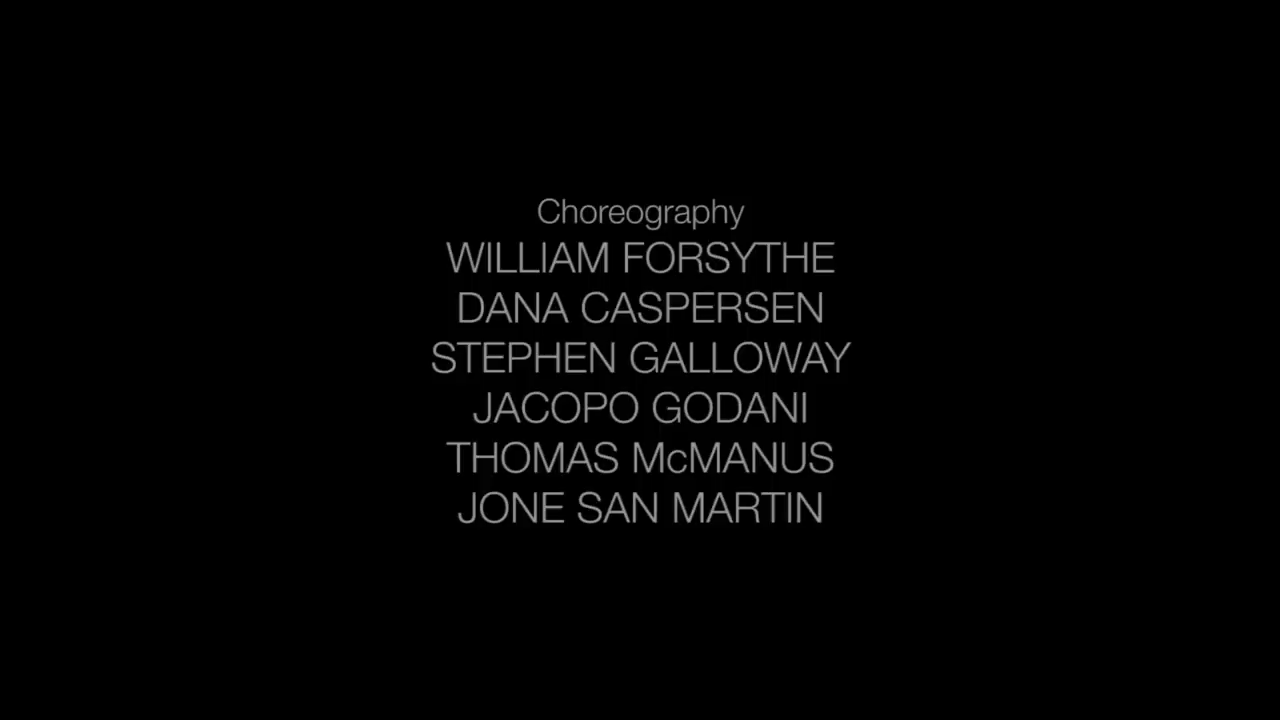 Choreography
WILLIAM FORSYTHE
DANA CASPERSEN
STEPHEN GALLOWAY
JACOPO GODANI
THOMAS McMANUS
JONE SAN MARTIN